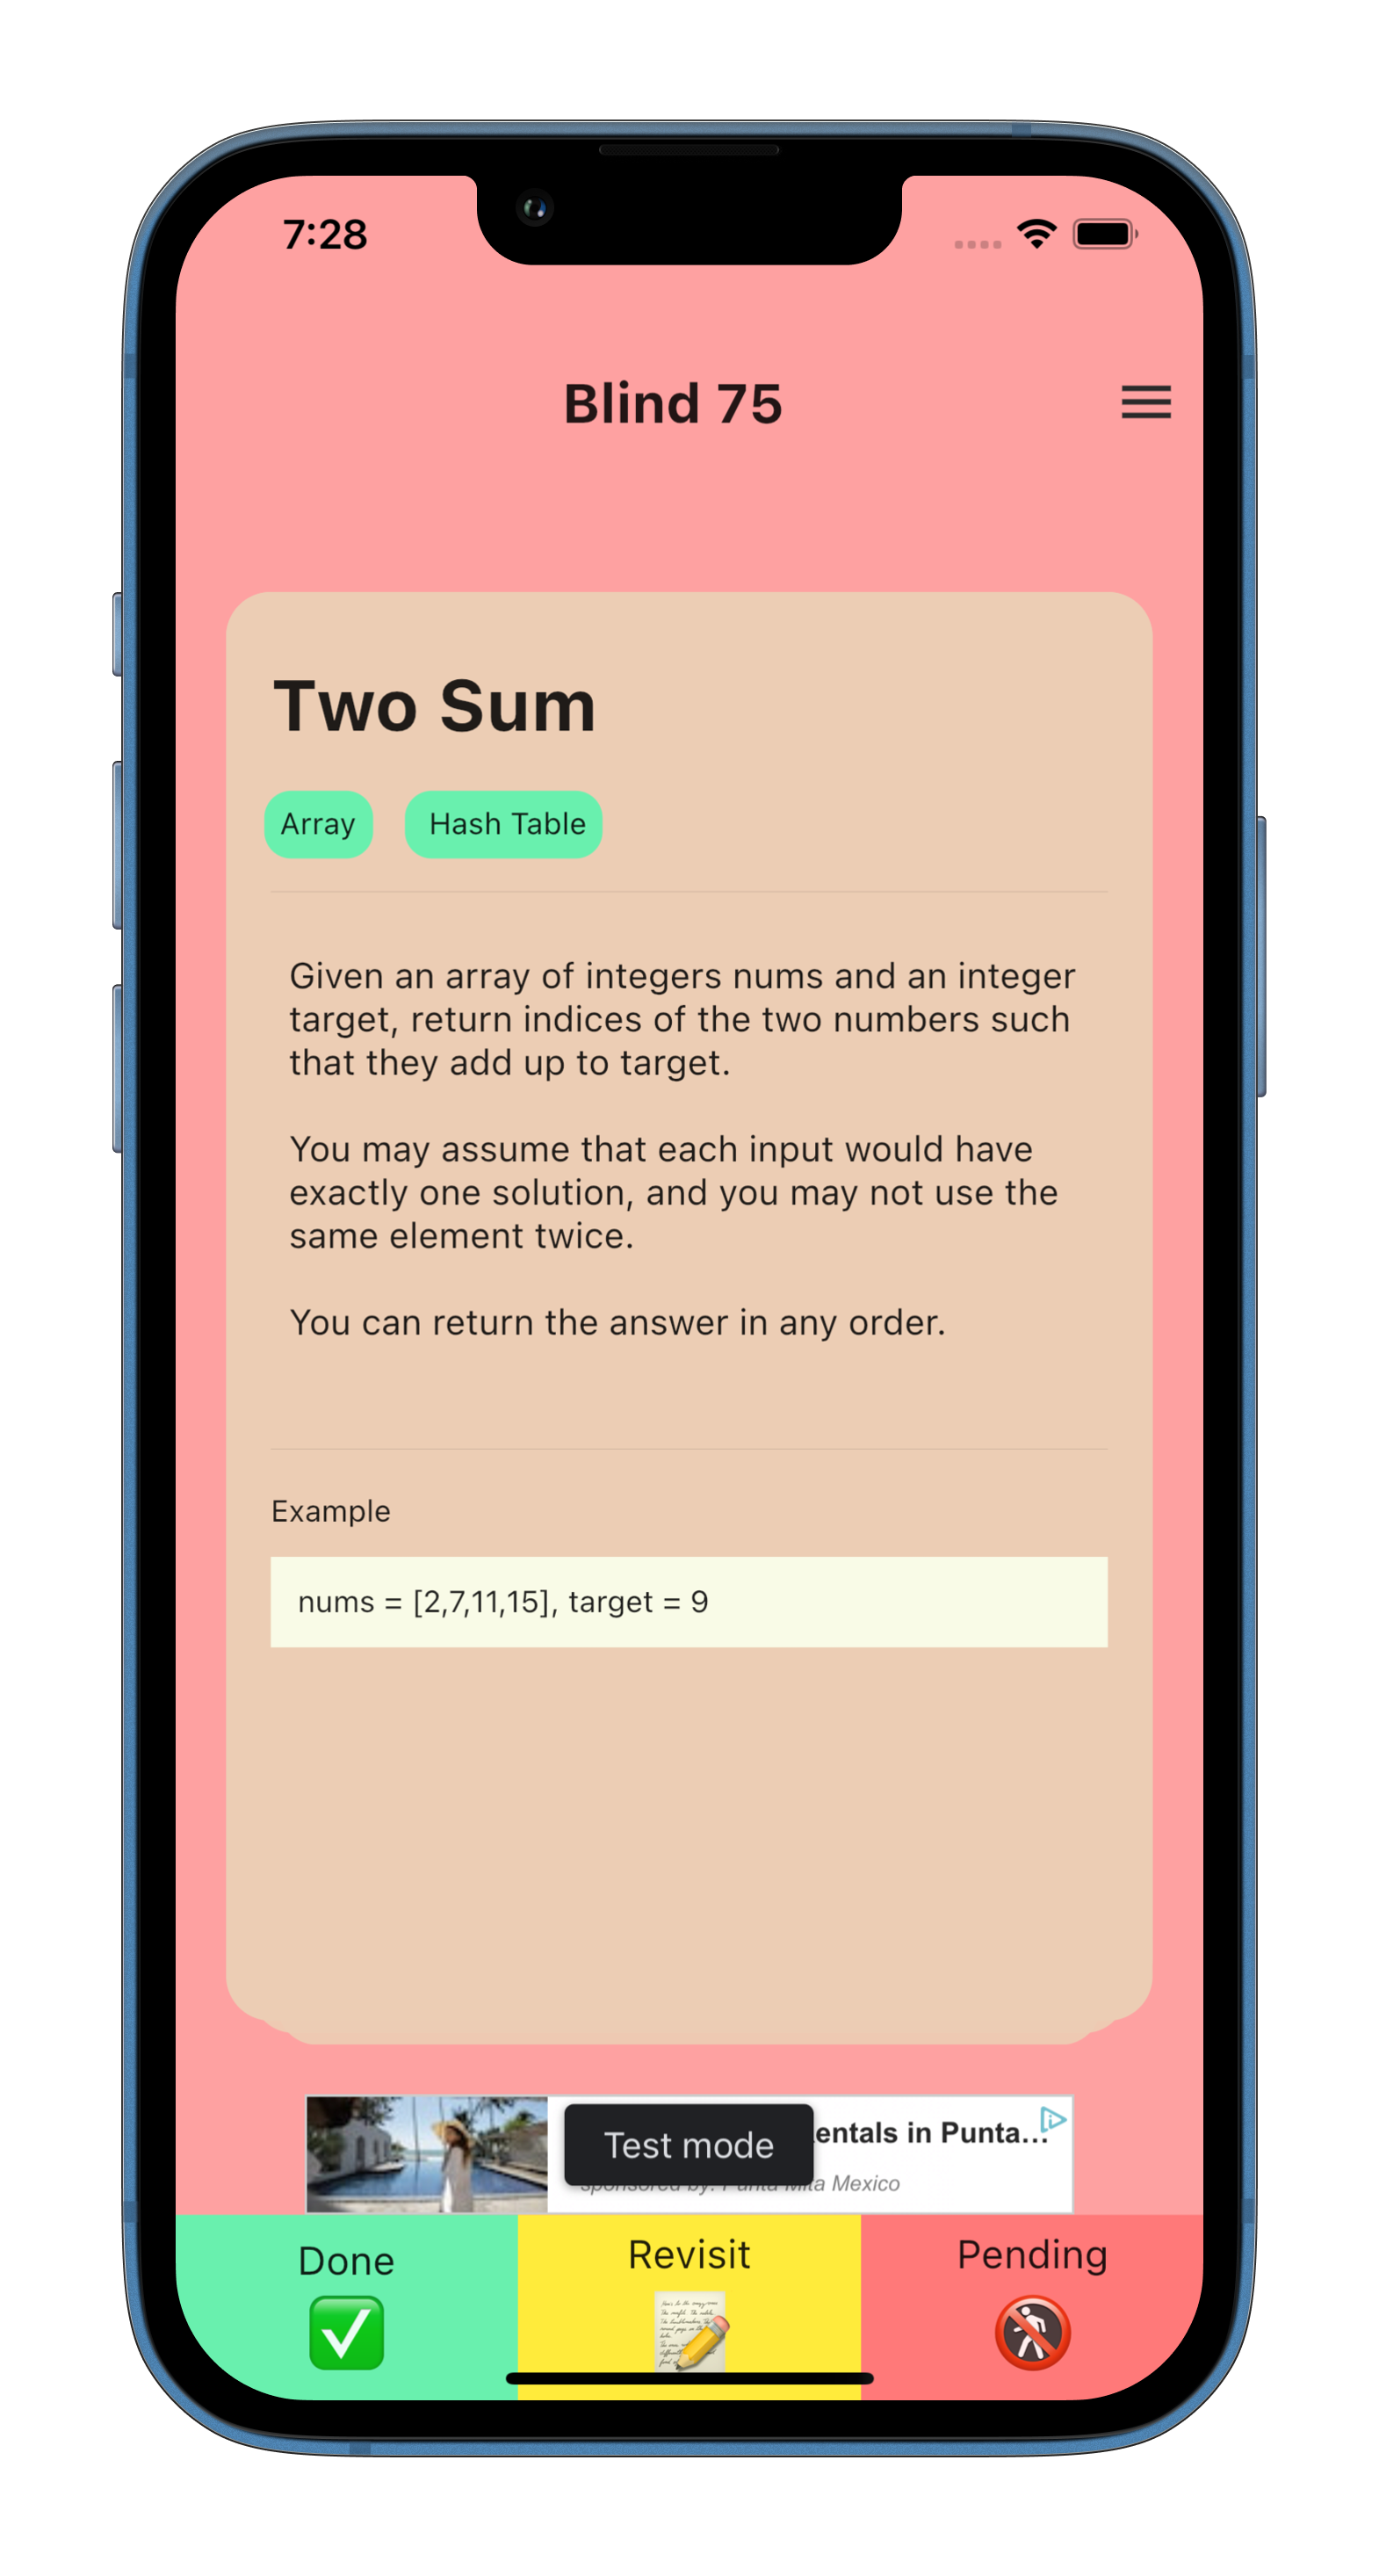 7:28
Blind 75
Two Sum
Array Hash Table
Given an array of integers nums and an integer
target, return indices of the two numbers such
that they add up to target.
You may assume that each input would have
exactly one solution, and you may not use the
same element twice.
You can return the answer in any order.
Example
nums = [2,7,11,15], target = 9
Test mode
in Punta...
Mexico
Done Revisit Pending